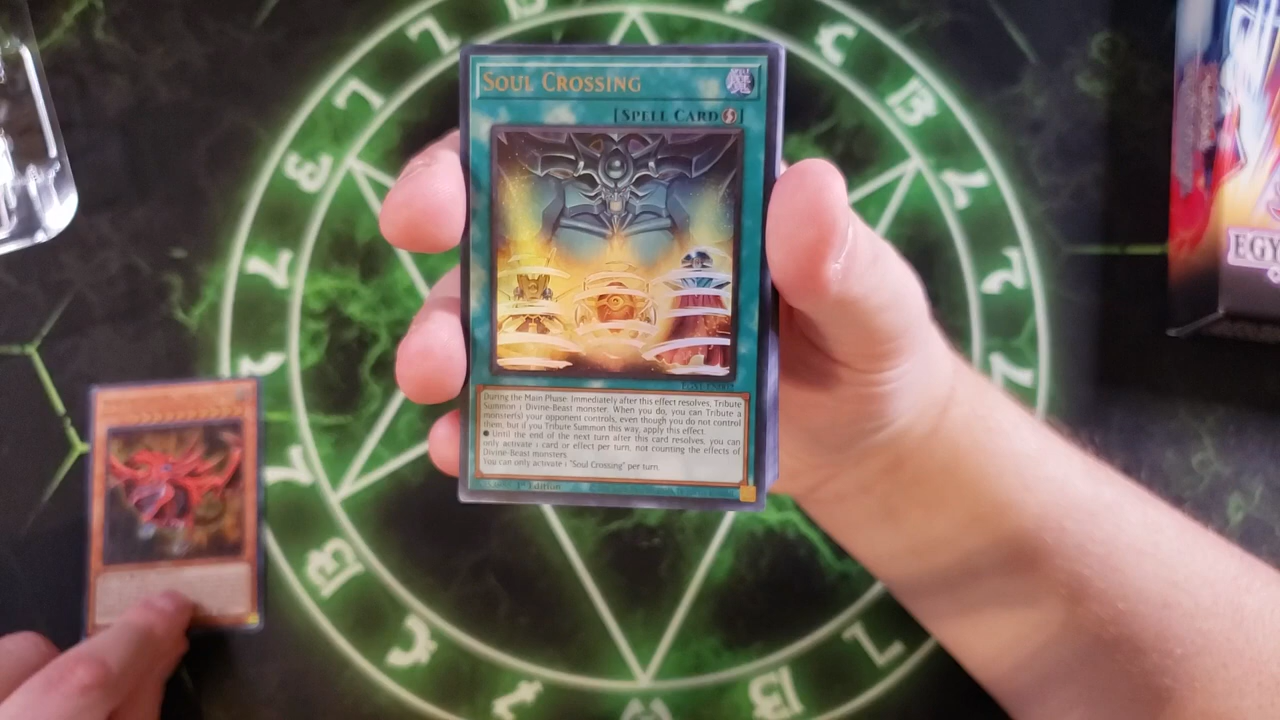 SOUL CROSSING
[SPELL CARD]
During the Main Phase: Immediately after this effect resolves, Tribute
Summon 1 Divine-Beast monster. When you do, you can Tribute a
monster(s) your opponent controls, even though you do not control
them, but if you Tribute Summon this way, apply this effect.
● Until the end of the next turn after this card resolves, you can
only activate 1 card or effect per turn, not counting the effects of
Divine-Beast monsters.
You can only activate 1 "Soul Crossing" per turn.
1st Edition
EGY